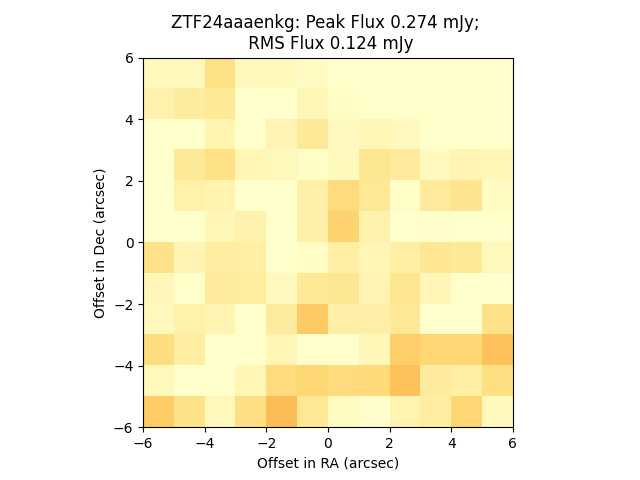 ZTF24aaaenkg: Peak Flux 0.274 mJy;
RMS Flux 0.124 mJy
6
4
2
0
−2
−4
−6
Offset in Dec (arcsec)
−6 −4 −2 0 2 4 6
Offset in RA (arcsec)